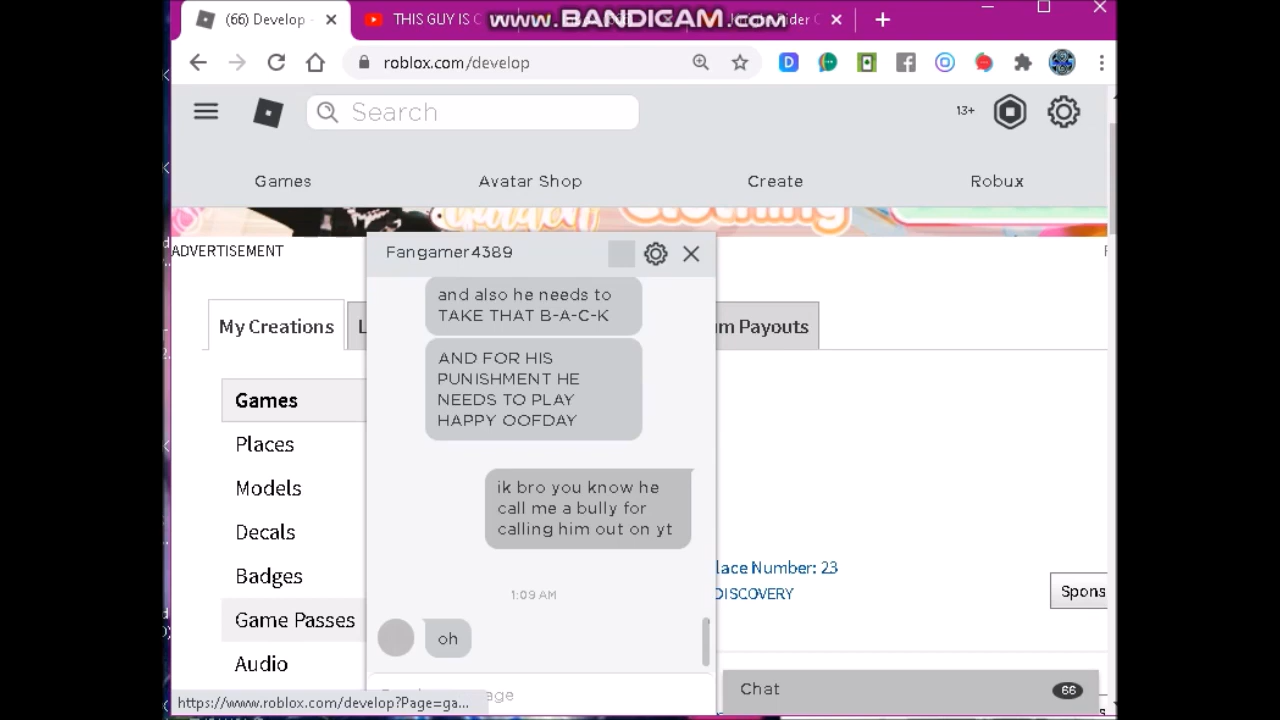 (66) Develop -
THIS GUY IS C
www.BANDICAM.com
Rider C
roblox.com/develop
Search
13+
Games
Avatar Shop
Create
Robux
Clothing
ADVERTISEMENT
Fangamer4389
My Creations
L
m Payouts
and also he needs to
TAKE THAT B-A-C-K
AND FOR HIS
PUNISHMENT HE
NEEDS TO PLAY
HAPPY OOFDAY
Games
Places
Models
Decals
Badges
Game Passes
Audio
ik bro you know he
call me a bully for
calling him out on yt
lace Number: 23
DISCOVERY
Spons
1:09 AM
oh
Chat
66
https://www.roblox.com/develop?Page=ga...